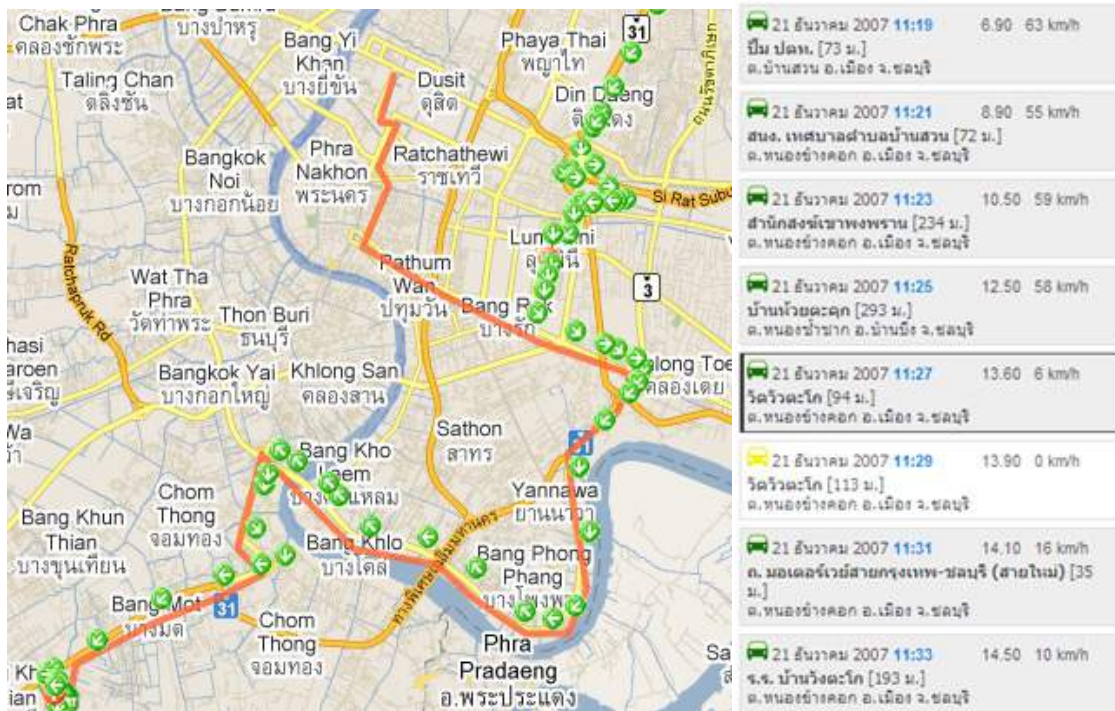 Chak Phra
คลองชักพระ
บางบำหรุ
Bang Yi
Khan
บางยี่ขัน
Phaya Thai
พญาไท
31
Taling Chan
ตลิ่งชัน
Dusit
ดุสิต
Din Daeng
at
ถนนรัชดาภิเษก
Phra
Nakhon
พระนคร
Ratchathewi
ราชเทวี
Bangkok
Noi
บางกอกน้อย
rom
Si Rat Subu
Ratchapruk Rd
Wat Tha
Phra
วัดท่าพระ
Thon Buri
ธนบุรี
Pathum
Wan
ปทุมวัน
Bang Rak
บางรัก
3
hasi
aroen
ษีเจริญ
Bangkok Yai
บางกอกใหญ่
Khlong San
คลองสาน
along Toe
คลองเตย
Sathon
สาทร
31
Bang Kho
Laem
Yannawa
ยานนาวา
Chom
Thong
จอมทอง
Bang Khun
Thian
บางขุนเทียน
Bang Khlo
บางโคล่
Bang Phong
Phang
Bang Mot
บางมด
31
Chom
Thong
จอมทอง
Phra
Pradaeng
อ.พระประแดง
Kh
ian
21 ธันวาคม 2007 11:19 6.90 63 km/h
ปั๊ม ปตท. [73 ม.]
ต.บ้านสวน อ.เมือง จ.ชลบุรี
21 ธันวาคม 2007 11:21 8.90 55 km/h
สนง. เทศบาลตำบลบ้านสวน [72 ม.]
ต.หนองข้างคอก อ.เมือง จ.ชลบุรี
21 ธันวาคม 2007 11:23 10.50 59 km/h
สำนักสงฆ์เขาพงพราน [234 ม.]
ต.หนองข้างคอก อ.เมือง จ.ชลบุรี
21 ธันวาคม 2007 11:25 12.50 58 km/h
บ้านห้วยตะคุก [293 ม.]
ต.หนองซ้ำซาก อ.บ้านบึง จ.ชลบุรี
21 ธันวาคม 2007 11:27 13.60 6 km/h
วัดวังตะโก [94 ม.]
ต.หนองข้างคอก อ.เมือง จ.ชลบุรี
21 ธันวาคม 2007 11:29 13.90 0 km/h
วัดวังตะโก [113 ม.]
ต.หนองข้างคอก อ.เมือง จ.ชลบุรี
21 ธันวาคม 2007 11:31 14.10 16 km/h
ถ. มอเตอร์เวย์สายกรุงเทพ-ชลบุรี (สายใหม่) [35
ม.]
ต.หนองข้างคอก อ.เมือง จ.ชลบุรี
21 ธันวาคม 2007 11:33 14.50 10 km/h
ร.ร. บ้านวังตะโก [193 ม.]
ต.หนองข้างคอก อ.เมือง จ.ชลบุรี